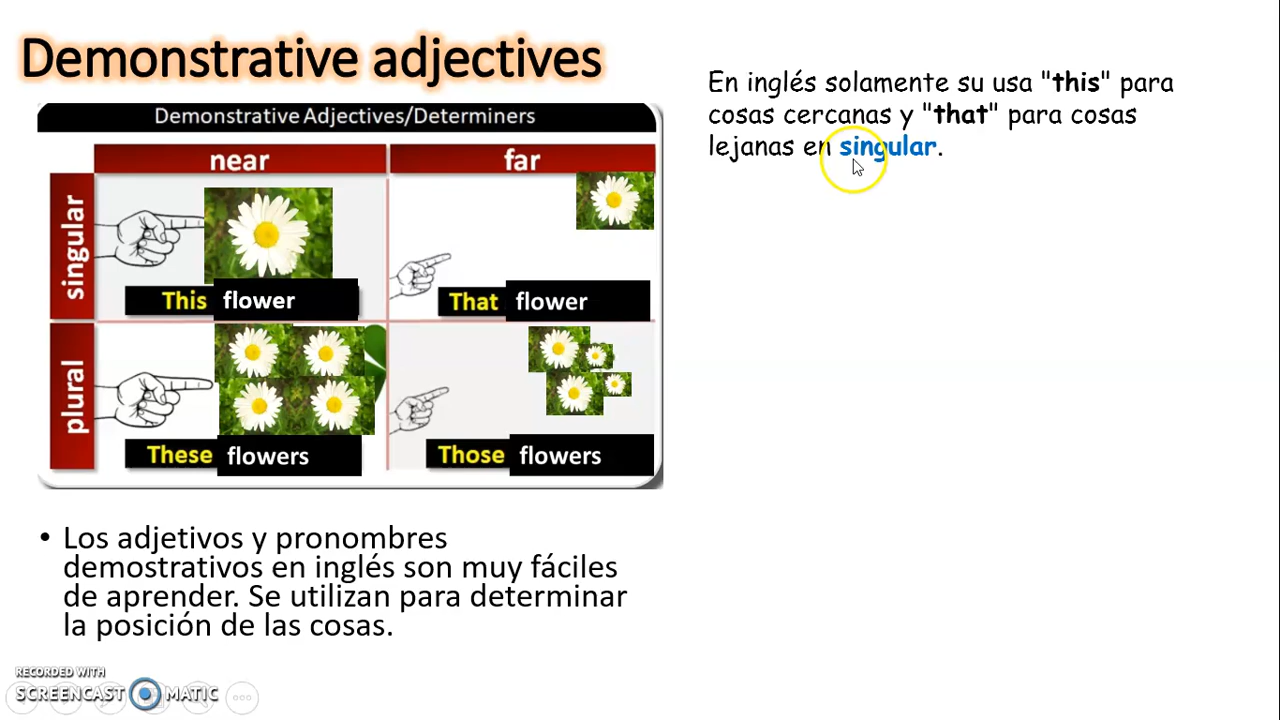 Demonstrative adjectives
Demonstrative Adjectives/Determiners
near
far
singular
This flower
That flower
plural
These flowers
Those flowers
En inglés solamente su usa "this" para
cosas cercanas y "that" para cosas
lejanas en singular.
• Los adjetivos y pronombres
demostrativos en inglés son muy fáciles
de aprender. Se utilizan para determinar
la posición de las cosas.
RECORDED WITH
SCREENCAST MATIC